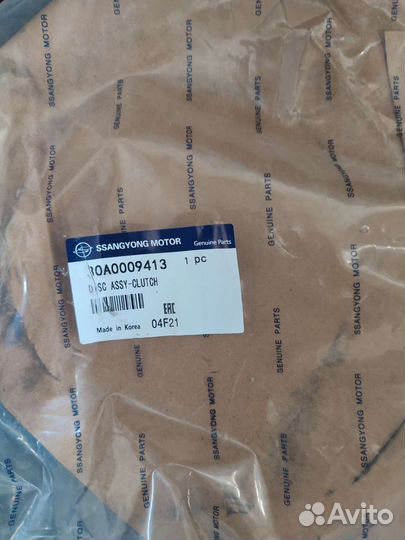 SSANGYONG MOTOR Genuine Parts
30A0009413 1 pc
DISC ASSY-CLUTCH
EAC
Made in Korea 04F21
SSANGYONG MOTOR
GENUINE PARTS
Avito